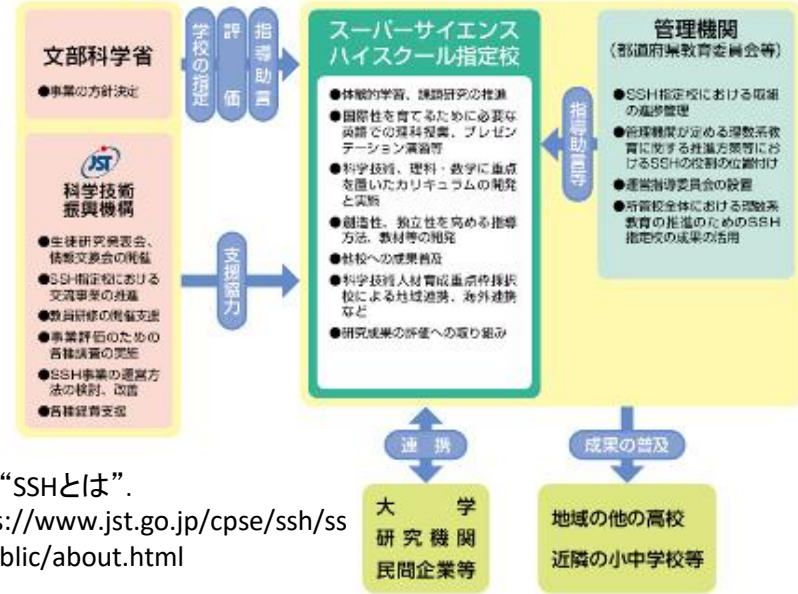 文部科学省
●事業の方針決定
JST
科学技術
振興機構
●生徒研究発表会、
情報交換会の開催
●SSH指定校における
交流事業の推進
●教員研修の開催支援
●事業評価のための
各種調査の実施
●SSH事業の運営方
法の検討、改善
●各種経費支援
学校の指定
評価
指導助言
支援協力
スーパーサイエンス
ハイスクール指定校
●体験的学習、課題研究の推進
●国際性を育てるために必要な
英語での理科授業、プレゼン
テーション演習等
●科学技術、理科・数学に重点
を置いたカリキュラムの開発
と実施
●創造性、独立性を高める指導
方法、教材等の開発
●他校への成果普及
●科学技術人材育成重点枠採択
校による地域連携、海外連携
など
●研究成果の評価への取り組み
指導助言等
管理機関
(都道府県教育委員会等)
●SSH指定校における取組
の進捗管理
●管理機関が定める理数系教
育に関する推進方策等にお
けるSSHの役割の位置付け
●運営指導委員会の設置
●所管校全体における理数系
教育の推進のためのSSH
指定校の成果の活用
連携
成果の普及
大学
研究機関
民間企業等
地域の他の高校
近隣の小中学校等
“SSHとは”.
s://www.jst.go.jp/cpse/ssh/ss
blic/about.html